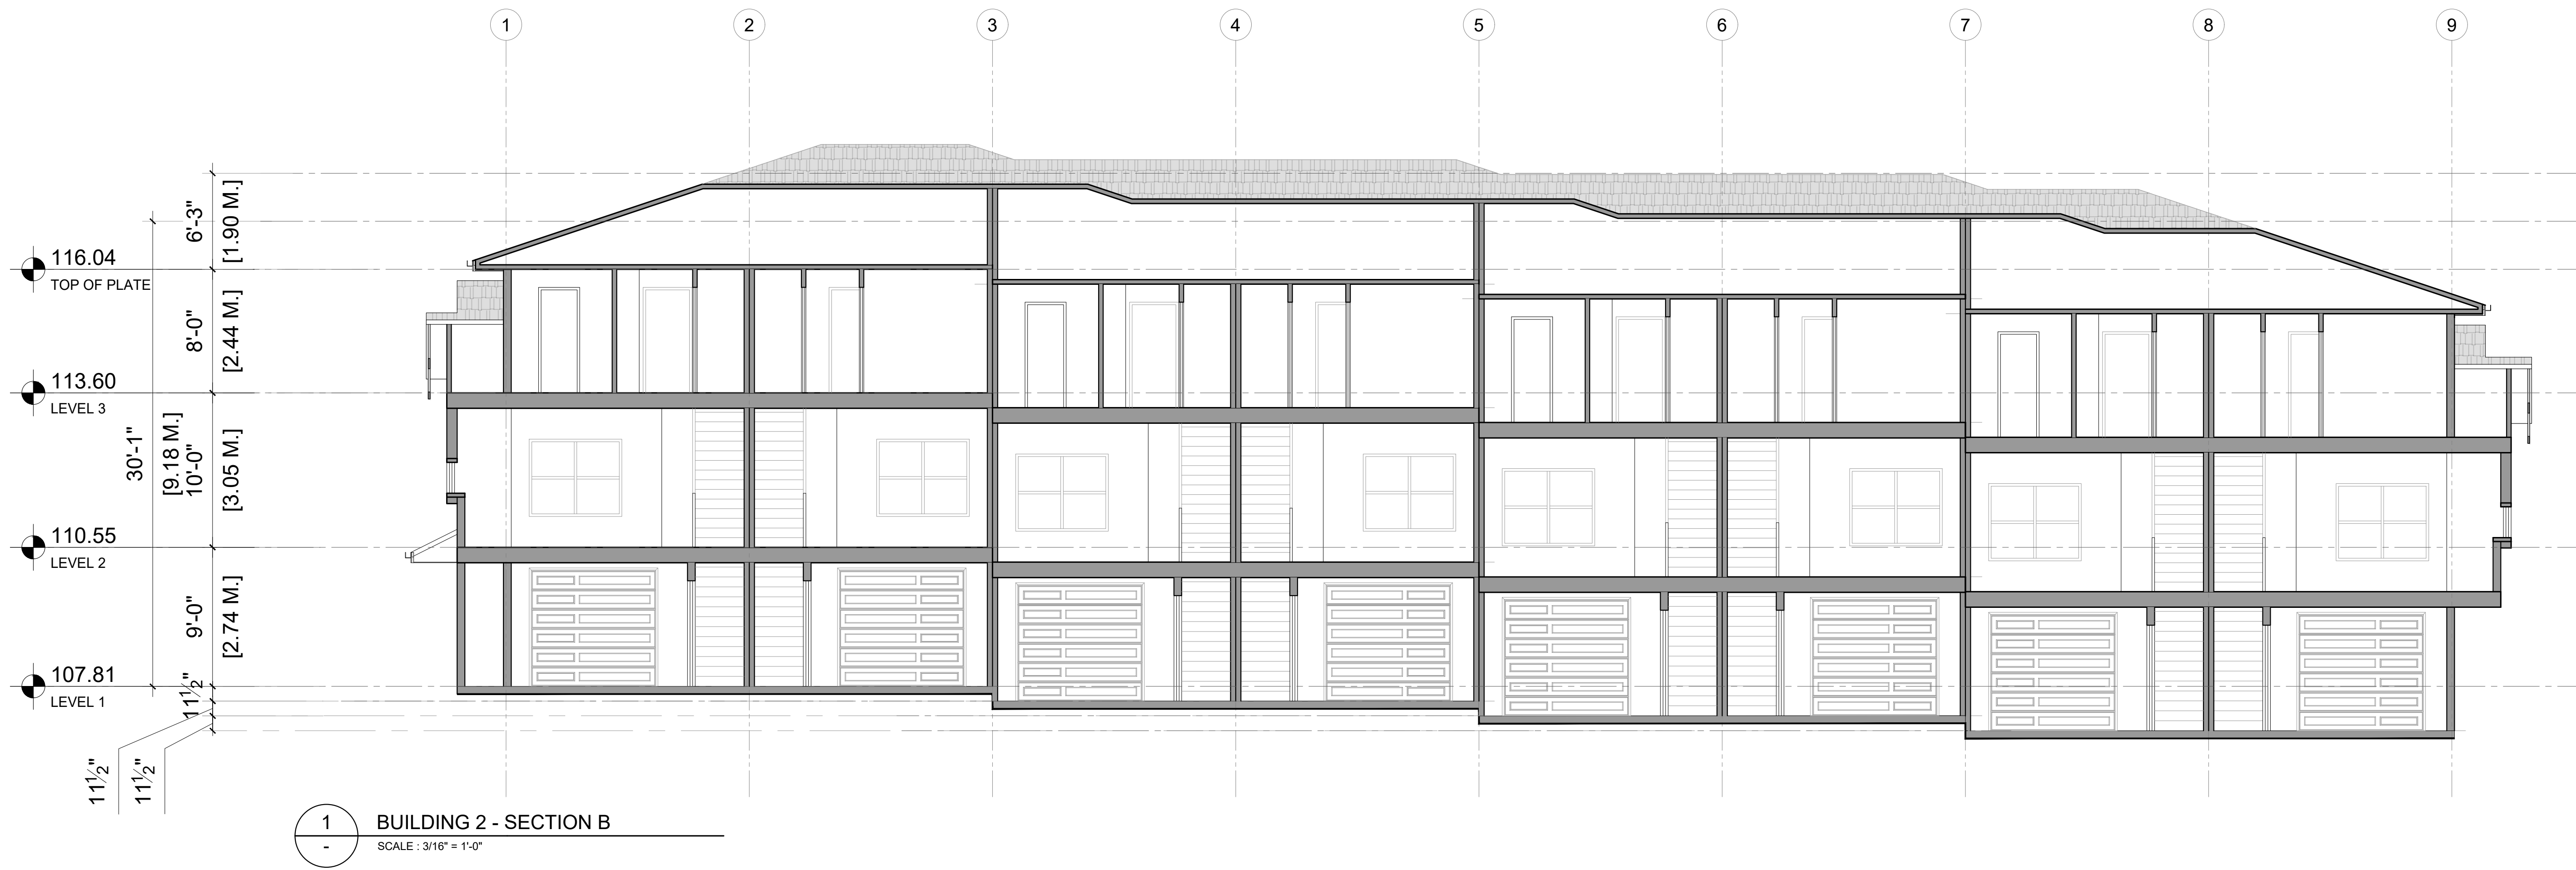 1 2 3 4 5 6 7 8 9
6'-3"
[1.90 M.]
116.04
TOP OF PLATE
8'-0"
[2.44 M.]
113.60
LEVEL 3
30'-1"
[9.18 M.]
10'-0"
[3.05 M.]
110.55
LEVEL 2
9'-0"
[2.74 M.]
107.81
LEVEL 1
11½"
11½"
11½"
1
-
BUILDING 2 - SECTION B
SCALE : 3/16" = 1'-0"